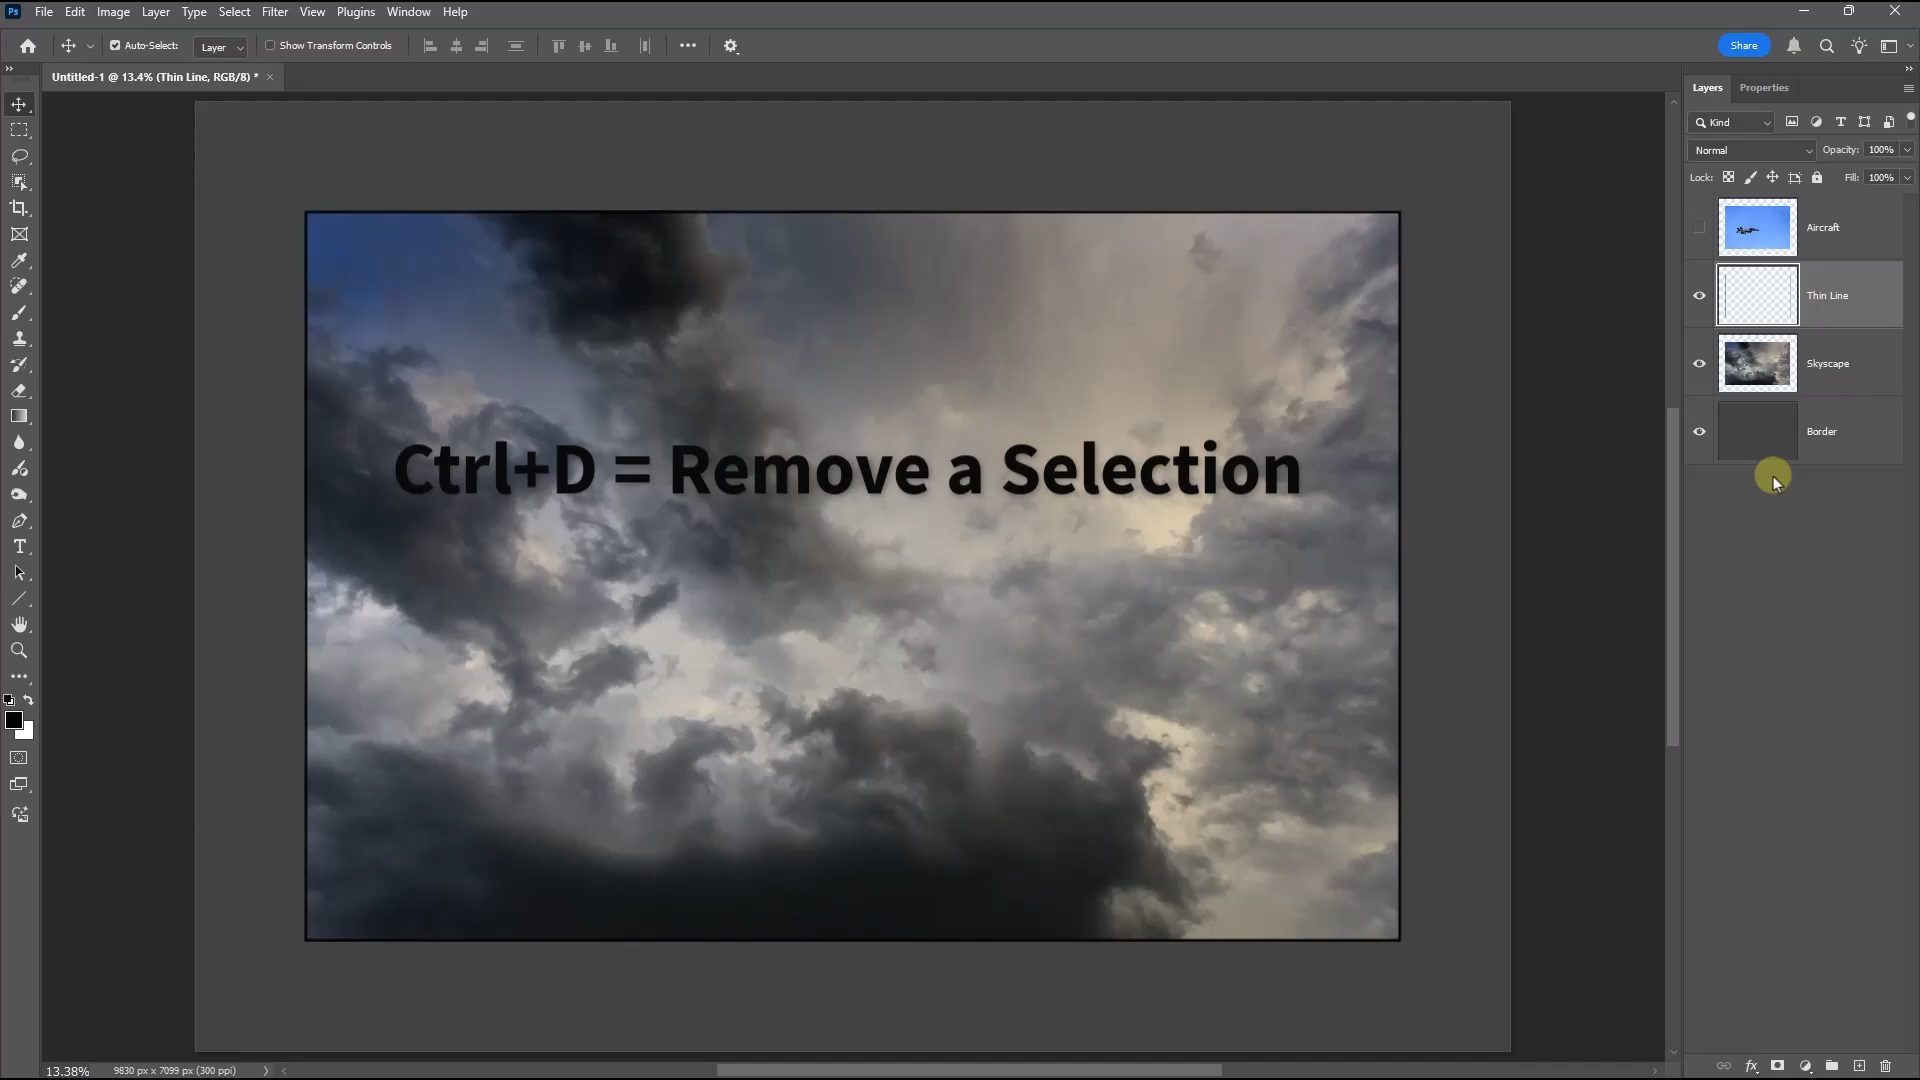 Ps File Edit Image Layer Type Select Filter View Plugins Window Help
Auto-Select: Layer Show Transform Controls Share
Untitled-1 @ 13.4% (Thin Line, RGB/8) *
Layers Properties
Kind
Normal Opacity: 100%
Lock: Fill: 100%
Aircraft
Thin Line
Skyscape
Border
Ctrl+D = Remove a Selection
13.38% 9830 px x 7099 px (300 ppi)